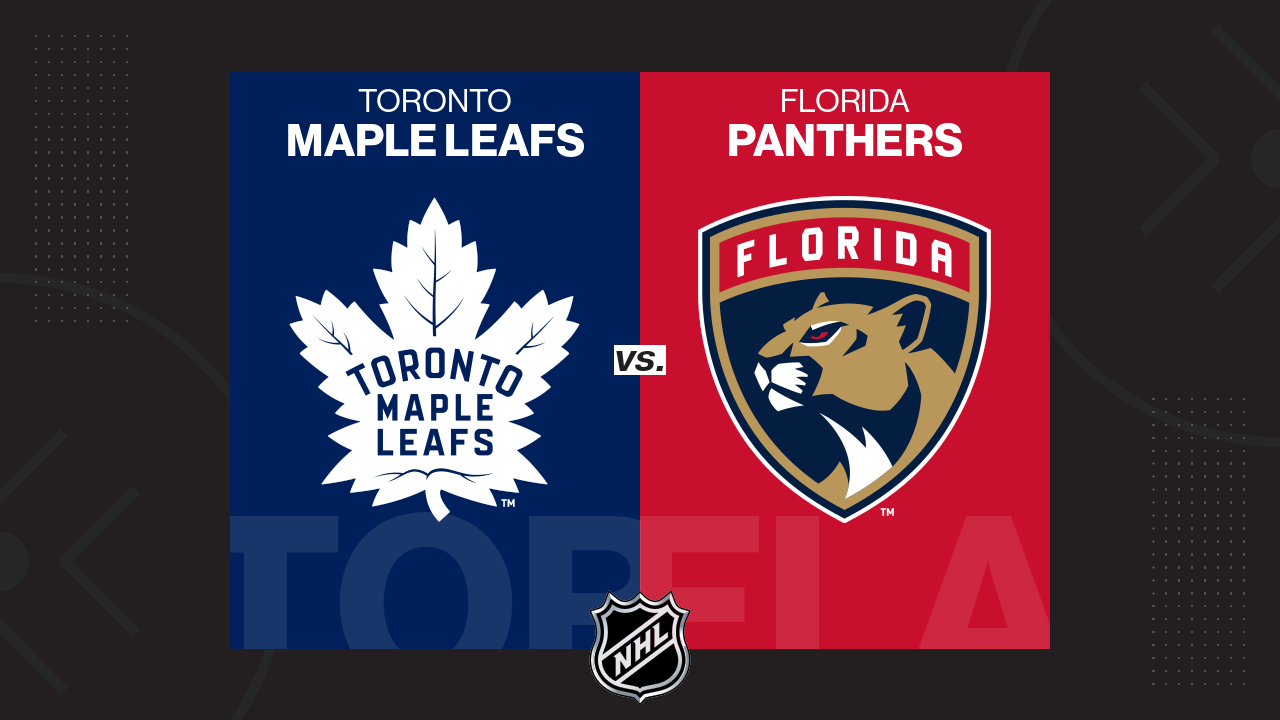 TORONTO
MAPLE LEAFS
FLORIDA
PANTHERS
TORONTO
MAPLE
LEAFS
TM
FLORIDA
TM
VS.
TOR
FLA
NHL